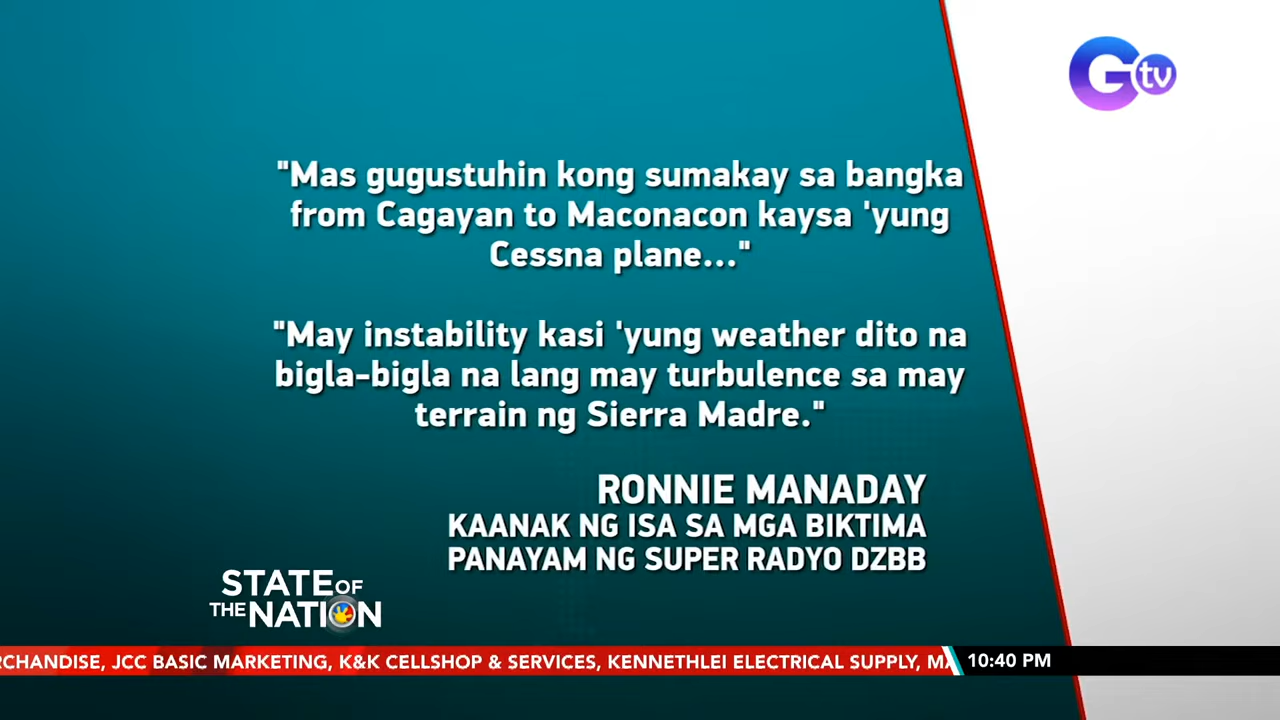 G tv
"Mas gugustuhin kong sumakay sa bangka
from Cagayan to Maconacon kaysa 'yung
Cessna plane..."
"May instability kasi 'yung weather dito na
bigla-bigla na lang may turbulence sa may
terrain ng Sierra Madre."
RONNIE MANADAY
KAANAK NG ISA SA MGA BIKTIMA
PANAYAM NG SUPER RADYO DZBB
STATE OF
THE NATION
RCHANDISE, JCC BASIC MARKETING, K&K CELLSHOP & SERVICES, KENNETHLEI ELECTRICAL SUPPLY, MA
10:40 PM